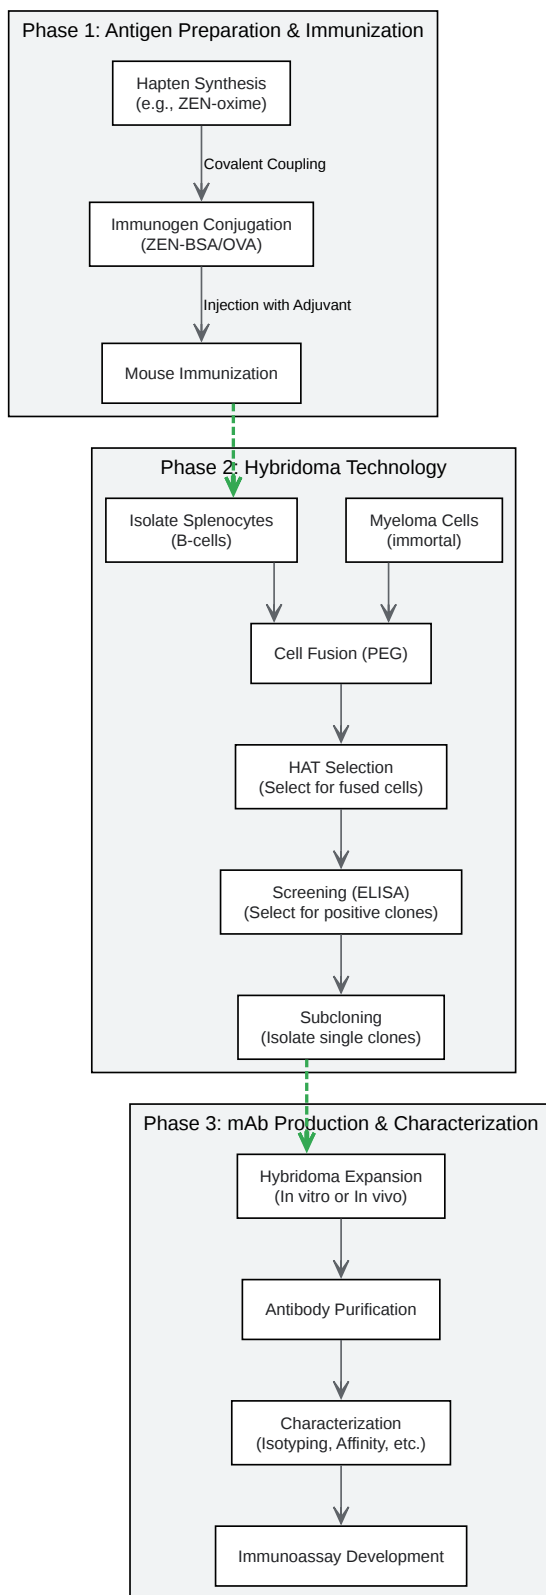 Phase 1: Antigen Preparation & Immunization
Hapten Synthesis
(e.g., ZEN-oxime)
Covalent Coupling
Immunogen Conjugation
(ZEN-BSA/OVA)
Injection with Adjuvant
Mouse Immunization
Phase 2: Hybridoma Technology
Isolate Splenocytes
(B-cells)
Myeloma Cells
(immortal)
Cell Fusion (PEG)
HAT Selection
(Select for fused cells)
Screening (ELISA)
(Select for positive clones)
Subcloning
(Isolate single clones)
Phase 3: mAb Production & Characterization
Hybridoma Expansion
(In vitro or In vivo)
Antibody Purification
Characterization
(Isotyping, Affinity, etc.)
Immunoassay Development